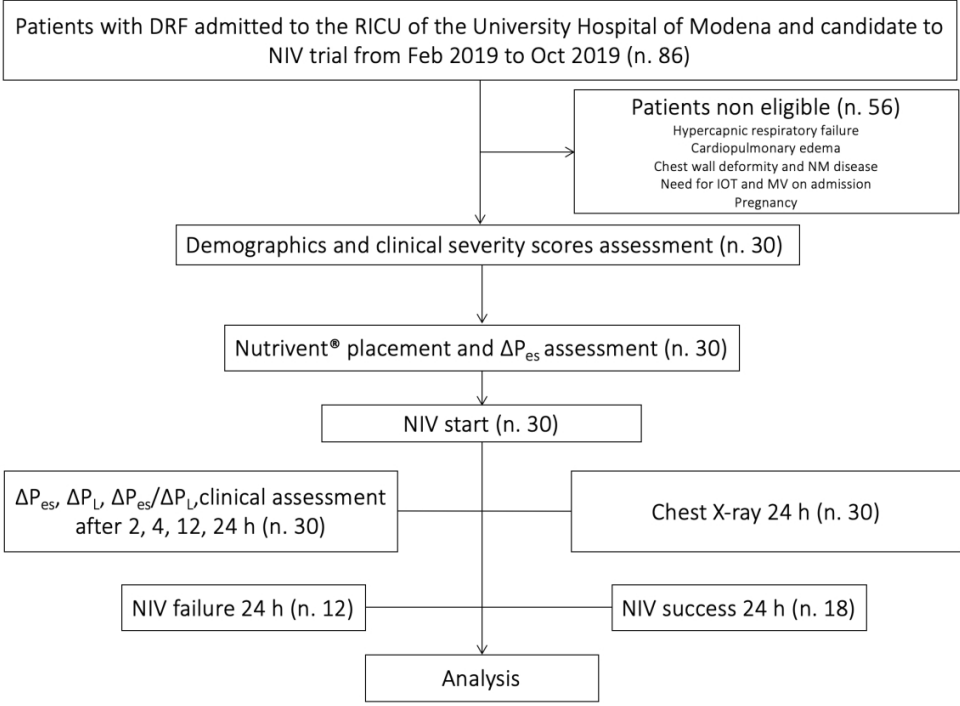 Patients with DRF admitted to the RICU of the University Hospital of Modena and candidate to
NIV trial from Feb 2019 to Oct 2019 (n. 86)
Patients non eligible (n. 56)
Hypercapnic respiratory failure
Cardiopulmonary edema
Chest wall deformity and NM disease
Need for IOT and MV on admission
Pregnancy
Demographics and clinical severity scores assessment (n. 30)
Nutrivent® placement and ΔPes assessment (n. 30)
NIV start (n. 30)
ΔPes, ΔPL, ΔPes/ΔPL,clinical assessment
after 2, 4, 12, 24 h (n. 30)
Chest X-ray 24 h (n. 30)
NIV failure 24 h (n. 12)
NIV success 24 h (n. 18)
Analysis